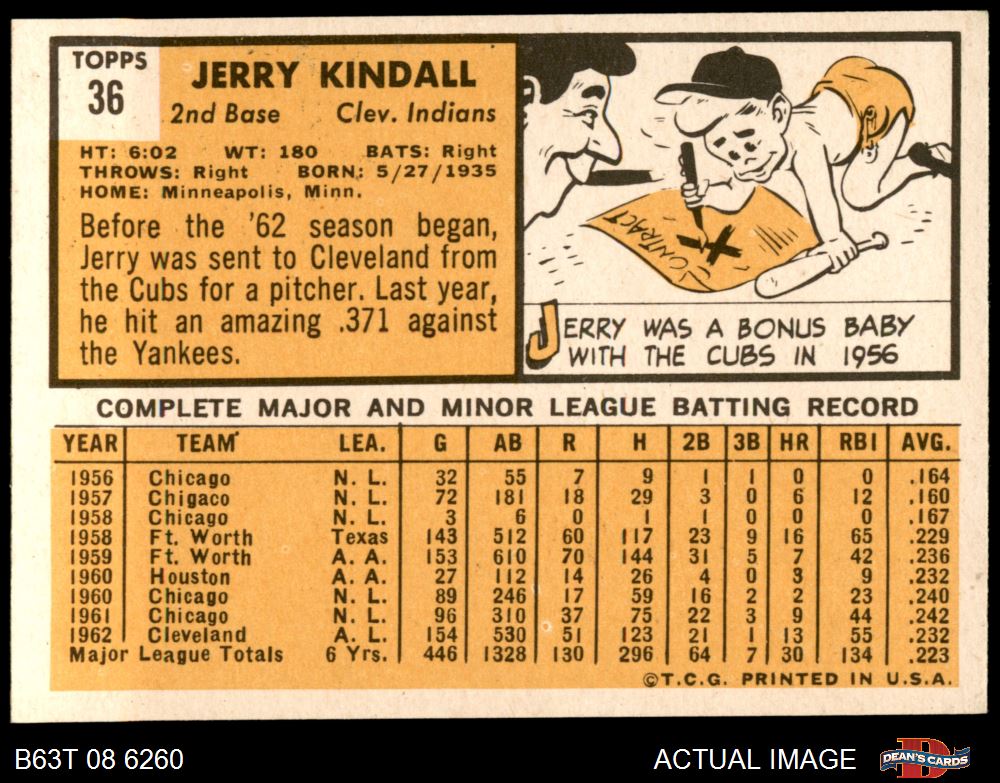 TOPPS
36
JERRY KINDALL
2nd Base Clev. Indians
HT: 6:02 WT: 180 BATS: Right
THROWS: Right BORN: 5/27/1935
HOME: Minneapolis, Minn.
Before the '62 season began,
Jerry was sent to Cleveland from
the Cubs for a pitcher. Last year,
he hit an amazing .371 against
the Yankees.
CONTRACT
X
JERRY WAS A BONUS BABY
WITH THE CUBS IN 1956
COMPLETE MAJOR AND MINOR LEAGUE BATTING RECORD
YEAR TEAM LEA. G AB R H 2B 3B HR RBI AVG.
1956 Chicago N. L. 32 55 7 9 1 1 0 0 .164
1957 Chigaco N. L. 72 181 18 29 3 0 6 12 .160
1958 Chicago N. L. 3 6 0 1 1 0 0 0 .167
1958 Ft. Worth Texas 143 512 60 117 23 9 16 65 .229
1959 Ft. Worth A. A. 153 610 70 144 31 5 7 42 .236
1960 Houston A. A. 27 112 14 26 4 0 3 9 .232
1960 Chicago N. L. 89 246 17 59 16 2 2 23 .240
1961 Chicago N. L. 96 310 37 75 22 3 9 44 .242
1962 Cleveland A. L. 154 530 51 123 21 1 13 55 .232
Major League Totals 6 Yrs. 446 1328 130 296 64 7 30 134 .223
©T.C.G. PRINTED IN U.S.A.
B63T 08 6260 ACTUAL IMAGE DEAN'S CARDS